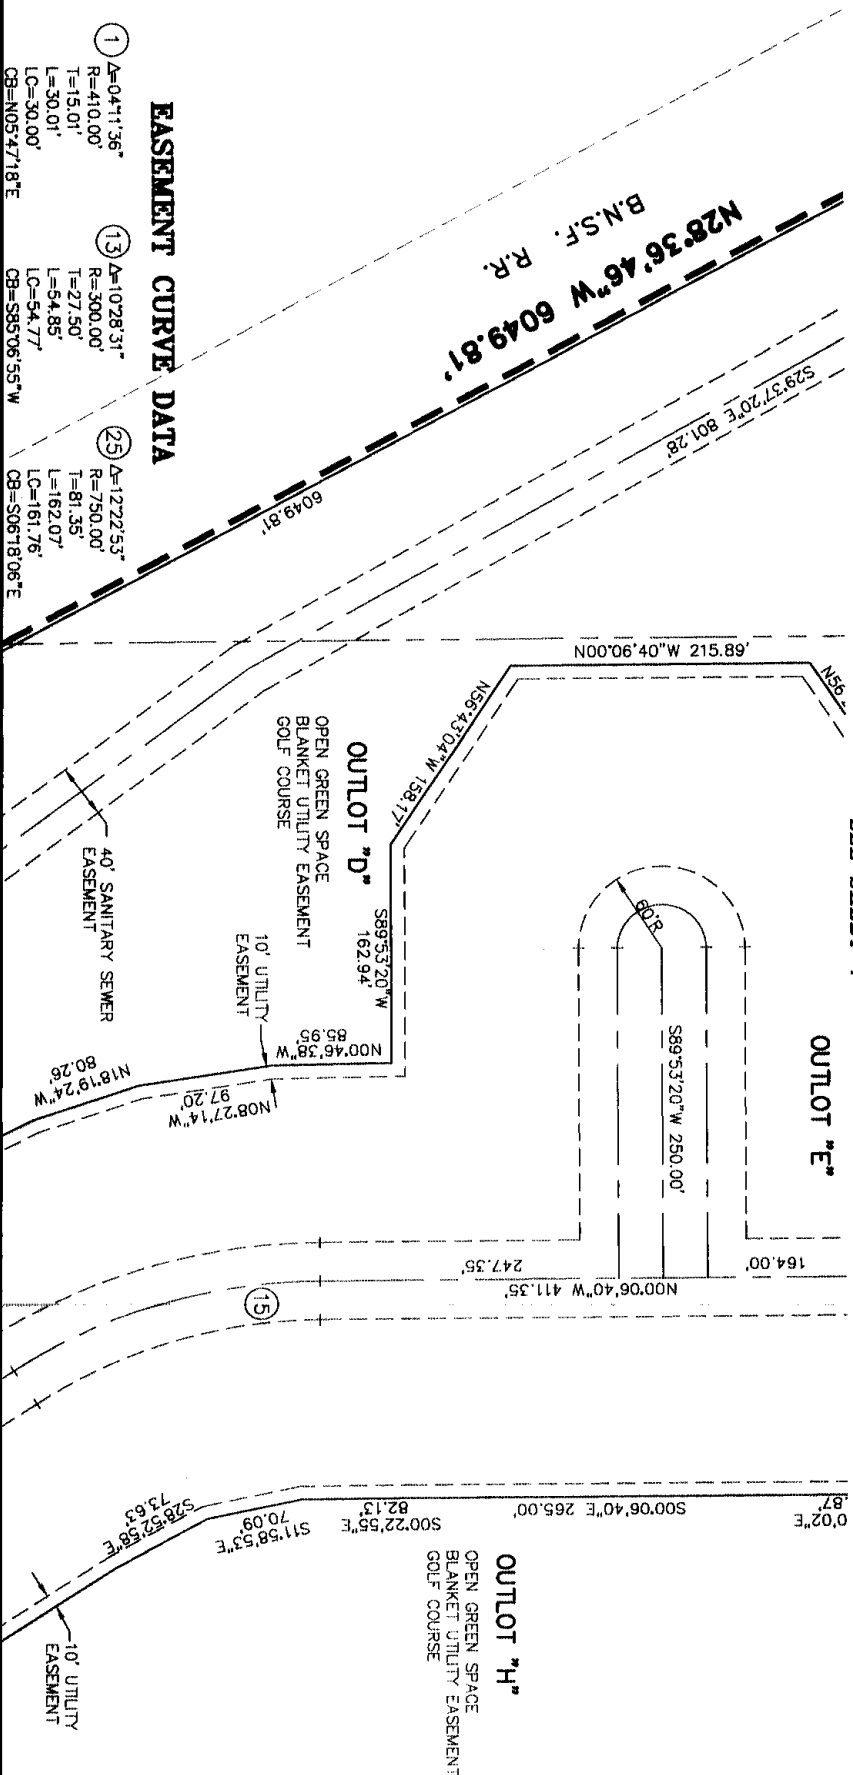 EASEMENT CURVE DATA
1
Δ=04°11'36"
R=410.00'
T=15.01'
L=30.01'
LC=30.00'
CB=N05°47'18"E
13
Δ=10°28'31"
R=300.00'
T=27.50'
L=54.85'
LC=54.77'
CB=S85°06'55"W
25
Δ=12°22'53"
R=750.00'
T=81.35'
L=162.07'
LC=161.76'
CB=S06°18'06"E
B.N.S.F. R.R.
N28°36'46"W 6049.81'
6049.81'
S29°37'20"E 801.28'
N00°06'40"W 215.89'
N56
N56°43'04"W 158.17'
OUTLOT "D"
OPEN GREEN SPACE
BLANKET UTILITY EASEMENT
GOLF COURSE
S89°53'20"W
162.94'
40' SANITARY SEWER
EASEMENT
10' UTILITY
EASEMENT
N00°46'38"W
85.95'
N08°27'14"W
97.20'
N18°19'24"W
80.26'
60'R
S89°53'20"W 250.00'
OUTLOT "E"
164.00'
247.35'
N00°06'40"W 411.35'
15
0'02"E
.87'
S00°06'40"E 265.00'
S00°22'55"E
82.13'
S11°58'53"E
70.09'
S28°52'58"E
73.63'
OUTLOT "H"
OPEN GREEN SPACE
BLANKET UTILITY EASEMENT
GOLF COURSE
10' UTILITY
EASEMENT